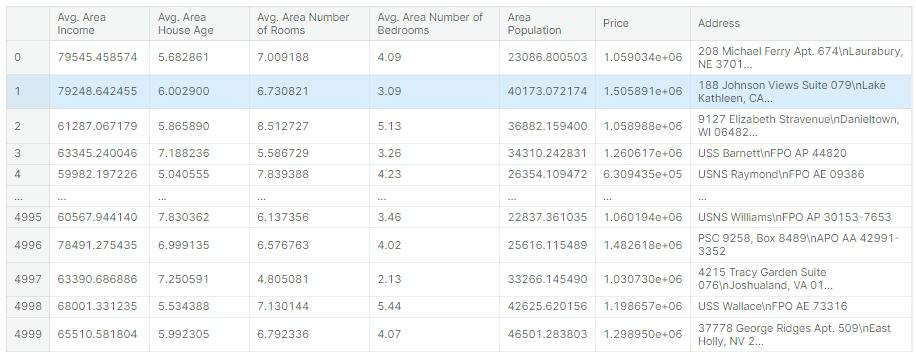 Avg. Area Income Avg. Area House Age Avg. Area Number of Rooms Avg. Area Number of Bedrooms Area Population Price Address
0 79545.458574 5.682861 7.009188 4.09 23086.800503 1.059034e+06 208 Michael Ferry Apt. 674\nLaurabury, NE 3701...
1 79248.642455 6.002900 6.730821 3.09 40173.072174 1.505891e+06 188 Johnson Views Suite 079\nLake Kathleen, CA...
2 61287.067179 5.865890 8.512727 5.13 36882.159400 1.058988e+06 9127 Elizabeth Stravenue\nDanieltown, WI 06482...
3 63345.240046 7.188236 5.586729 3.26 34310.242831 1.260617e+06 USS Barnett\nFPO AP 44820
4 59982.197226 5.040555 7.839388 4.23 26354.109472 6.309435e+05 USNS Raymond\nFPO AE 09386
... ... ... ... ... ... ... ...
4995 60567.944140 7.830362 6.137356 3.46 22837.361035 1.060194e+06 USNS Williams\nFPO AP 30153-7653
4996 78491.275435 6.999135 6.576763 4.02 25616.115489 1.482618e+06 PSC 9258, Box 8489\nAPO AA 42991-3352
4997 63390.686886 7.250591 4.805081 2.13 33266.145490 1.030730e+06 4215 Tracy Garden Suite 076\nJoshualand, VA 01...
4998 68001.331235 5.534388 7.130144 5.44 42625.620156 1.198657e+06 USS Wallace\nFPO AE 73316
4999 65510.581804 5.992305 6.792336 4.07 46501.283803 1.298950e+06 37778 George Ridges Apt. 509\nEast Holly, NV 2...